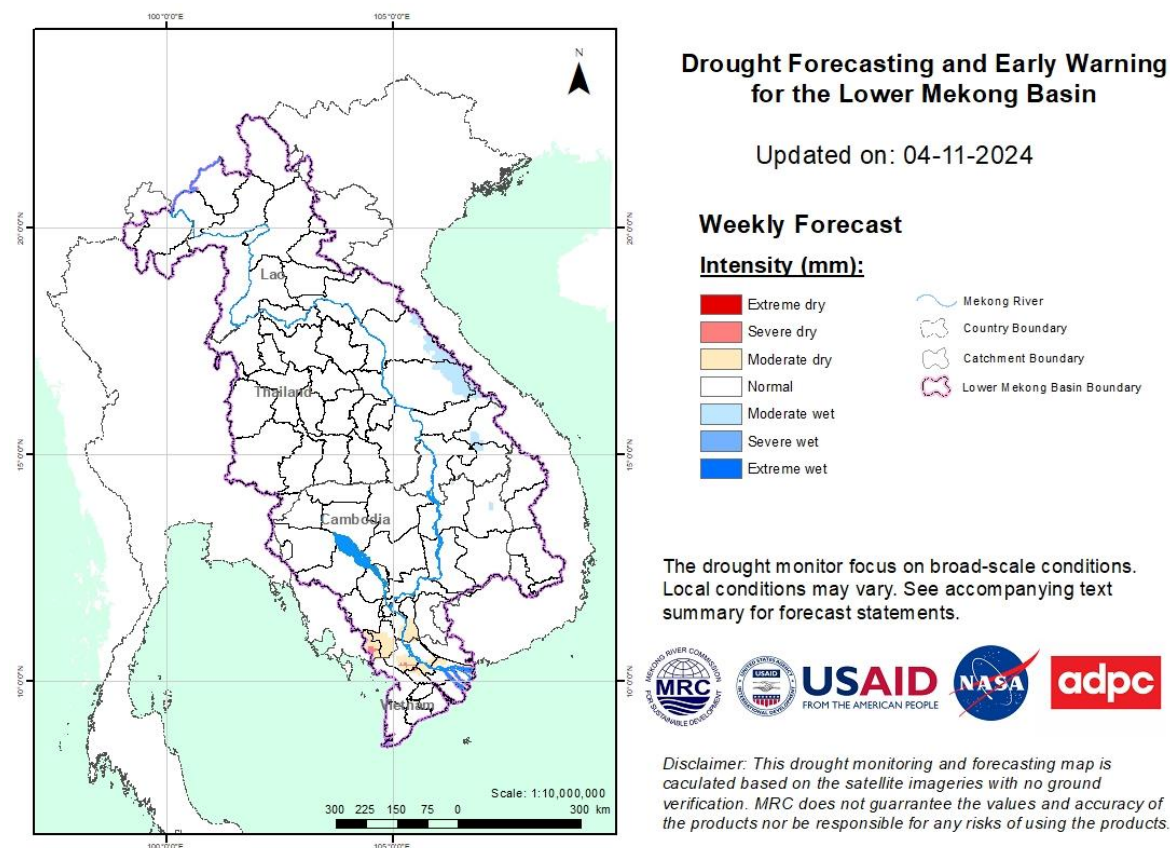 100°0'0"E
105°0'0"E
N
20°0'0"N
20°0'0"N
15°0'0"N
15°0'0"N
10°0'0"N
10°0'0"N
Lao
Thailand
Cambodia
Vietnam
Scale: 1:10,000,000
300 225 150 75 0 300 km
100°0'0"E
105°0'0"E
Drought Forecasting and Early Warning
for the Lower Mekong Basin
Updated on: 04-11-2024
Weekly Forecast
Intensity (mm):
Extreme dry
Severe dry
Moderate dry
Normal
Moderate wet
Severe wet
Extreme wet
Mekong River
Country Boundary
Catchment Boundary
Lower Mekong Basin Boundary
The drought monitor focus on broad-scale conditions.
Local conditions may vary. See accompanying text
summary for forecast statements.
MEKONG RIVER COMMISSION
MRC
FOR SUSTAINABLE DEVELOPMENT
UNITED STATES AGENCY
USAID
INTERNATIONAL DEVELOPMENT
USAID
FROM THE AMERICAN PEOPLE
NASA
adpc
Disclaimer: This drought monitoring and forecasting map is
caculated based on the satellite imageries with no ground
verification. MRC does not guarrantee the values and accuracy of
the products nor be responsible for any risks of using the products.